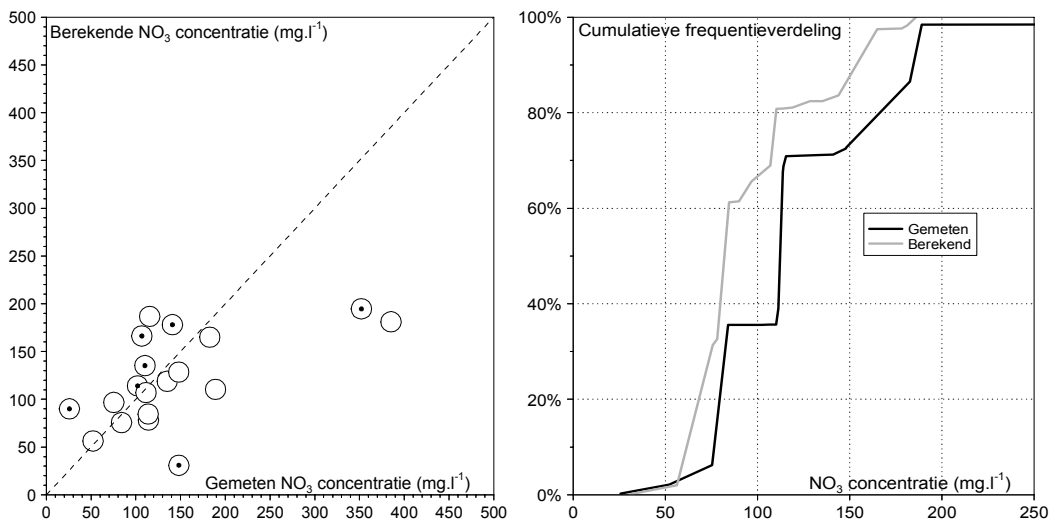 500
Berekende NO₃ concentratie (mg.l⁻¹)
450
400
350
300
250
200
150
100
50
0
Gemeten NO₃ concentratie (mg.l⁻¹)
0 50 100 150 200 250 300 350 400 450 500
100%
Cumulatieve frequentieverdeling
80%
60%
40%
20%
0%
Gemeten
Berekend
NO₃ concentratie (mg.l⁻¹)
0 50 100 150 200 250